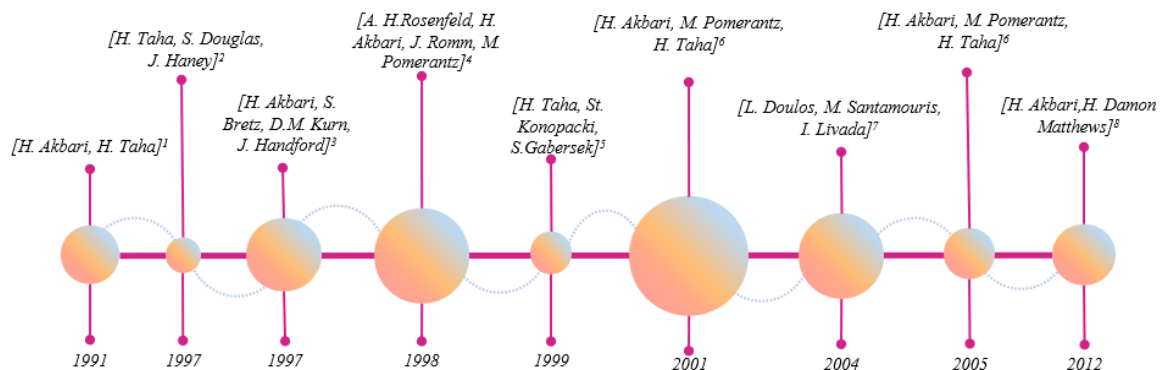 [H. Akbari, H. Taha]1
[H. Taha, S. Douglas,
J. Haney]2
[H. Akbari, S.
Bretz, D.M. Kurn,
J. Handford]3
[A. H.Rosenfeld, H.
Akbari, J. Romm, M.
Pomerantz]4
[H. Taha, St.
Konopacki,
S.Gabersek]5
[H. Akbari, M. Pomerantz,
H. Taha]6
[L. Doulos, M. Santamouris,
I. Livada]7
[H. Akbari, M. Pomerantz,
H. Taha]6
[H. Akbari,H. Damon
Matthews]8
1991
1997
1997
1998
1999
2001
2004
2005
2012